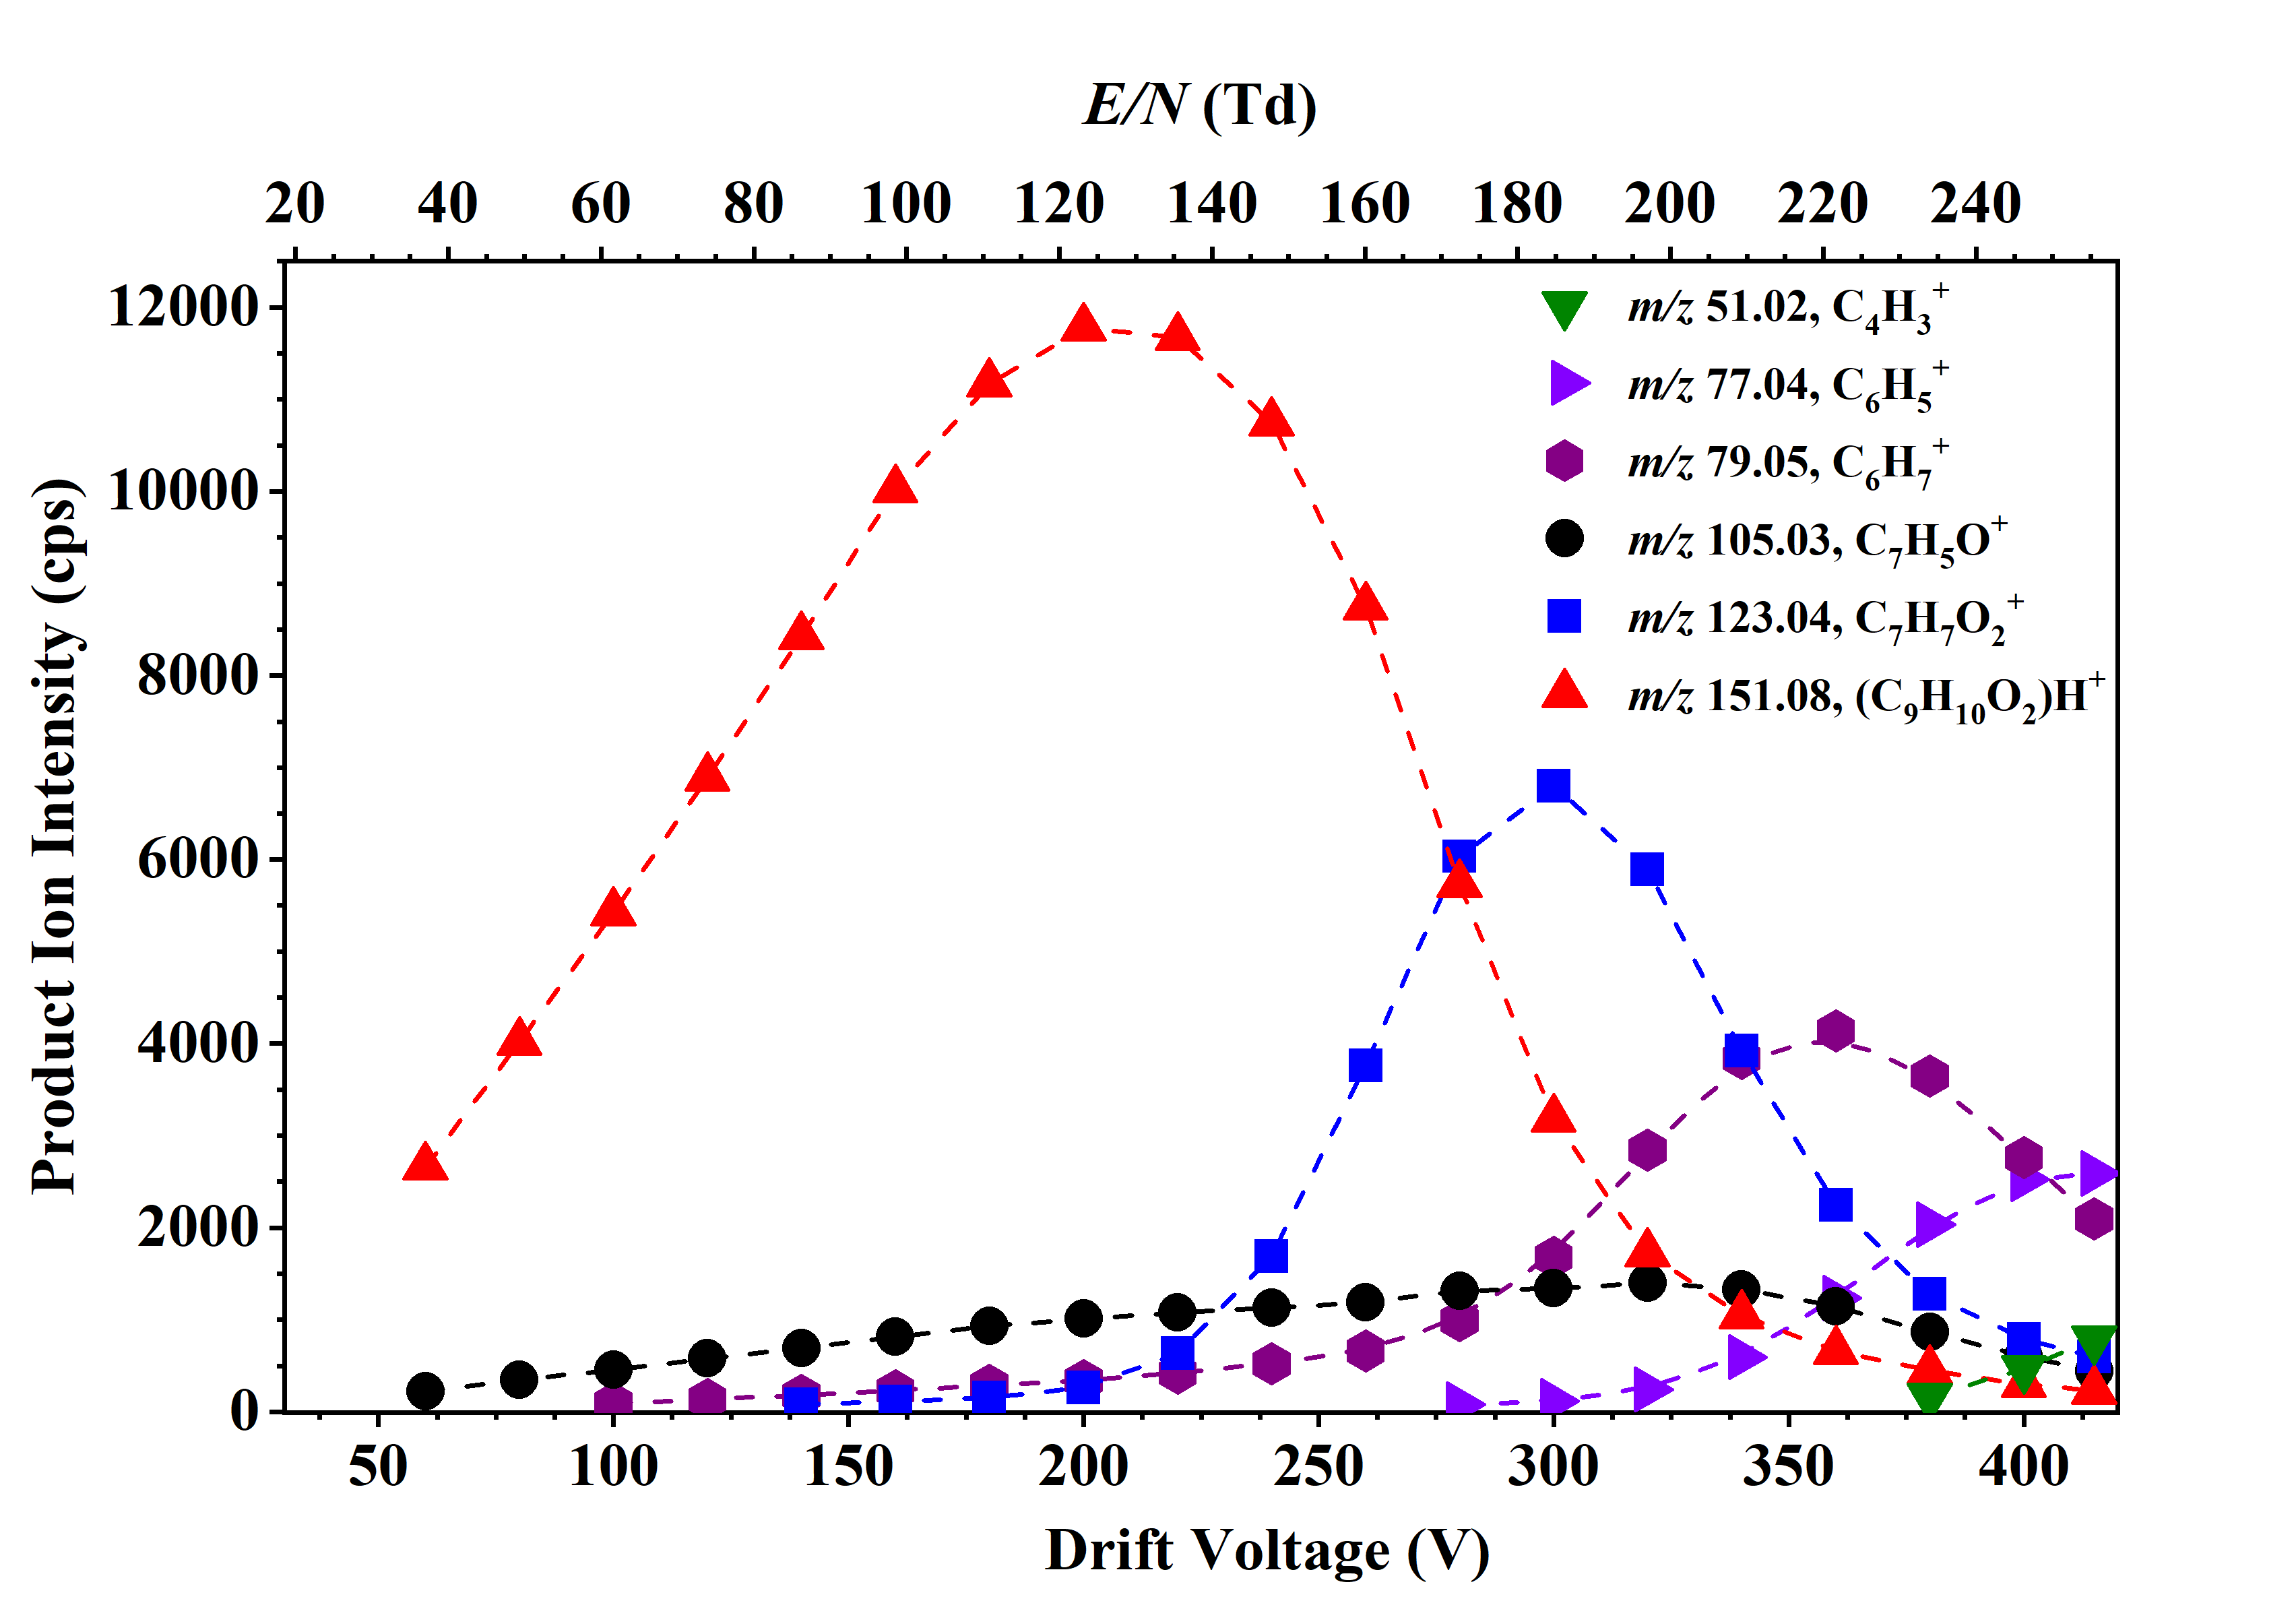 E/N (Td)
20 40 60 80 100 120 140 160 180 200 220 240
12000
10000
8000
6000
4000
2000
0
Product Ion Intensity (cps)
m/z 51.02, C₄H₃⁺
m/z 77.04, C₆H₅⁺
m/z 79.05, C₆H₇⁺
m/z 105.03, C₇H₅O⁺
m/z 123.04, C₇H₇O₂⁺
m/z 151.08, (C₉H₁₀O₂)H⁺
50 100 150 200 250 300 350 400
Drift Voltage (V)